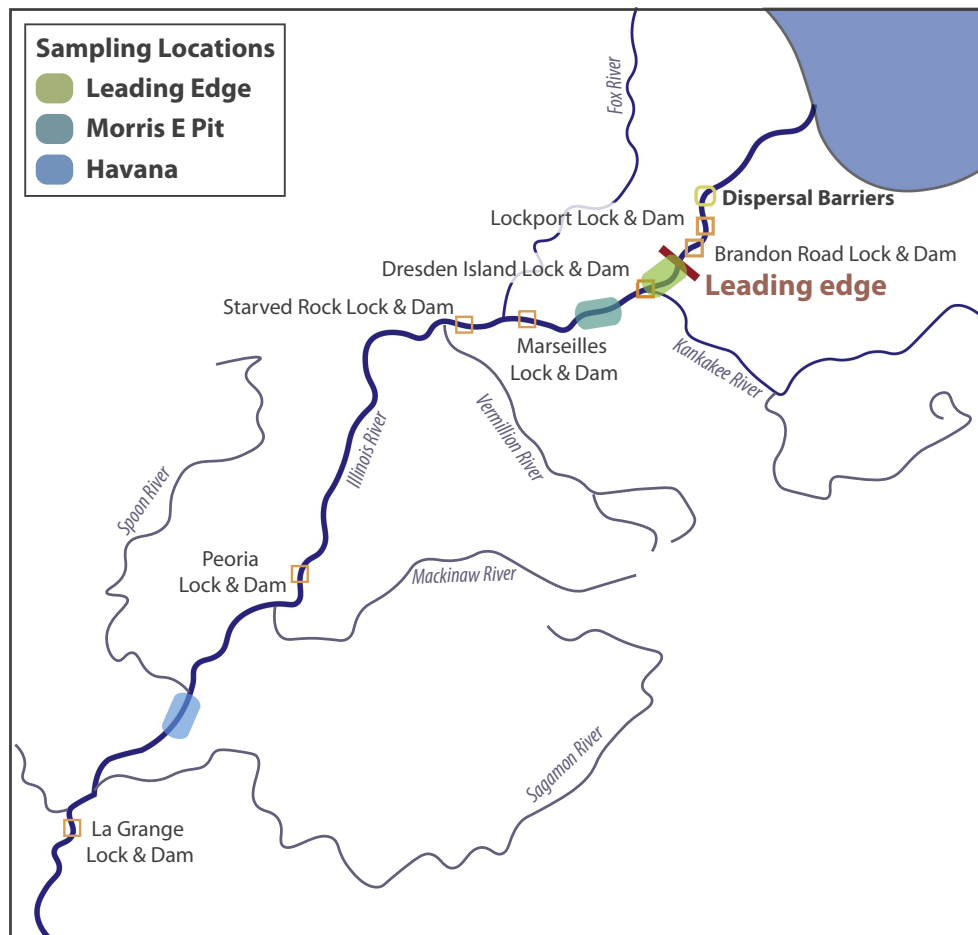 Sampling Locations
Leading Edge
Morris E Pit
Havana
Fox River
Dispersal Barriers
Lockport Lock & Dam
Brandon Road Lock & Dam
Dresden Island Lock & Dam
Leading edge
Starved Rock Lock & Dam
Marseilles
Lock & Dam
Kankakee River
Vermillion River
Illinois River
Spoon River
Peoria
Lock & Dam
Mackinaw River
Sagamon River
La Grange
Lock & Dam